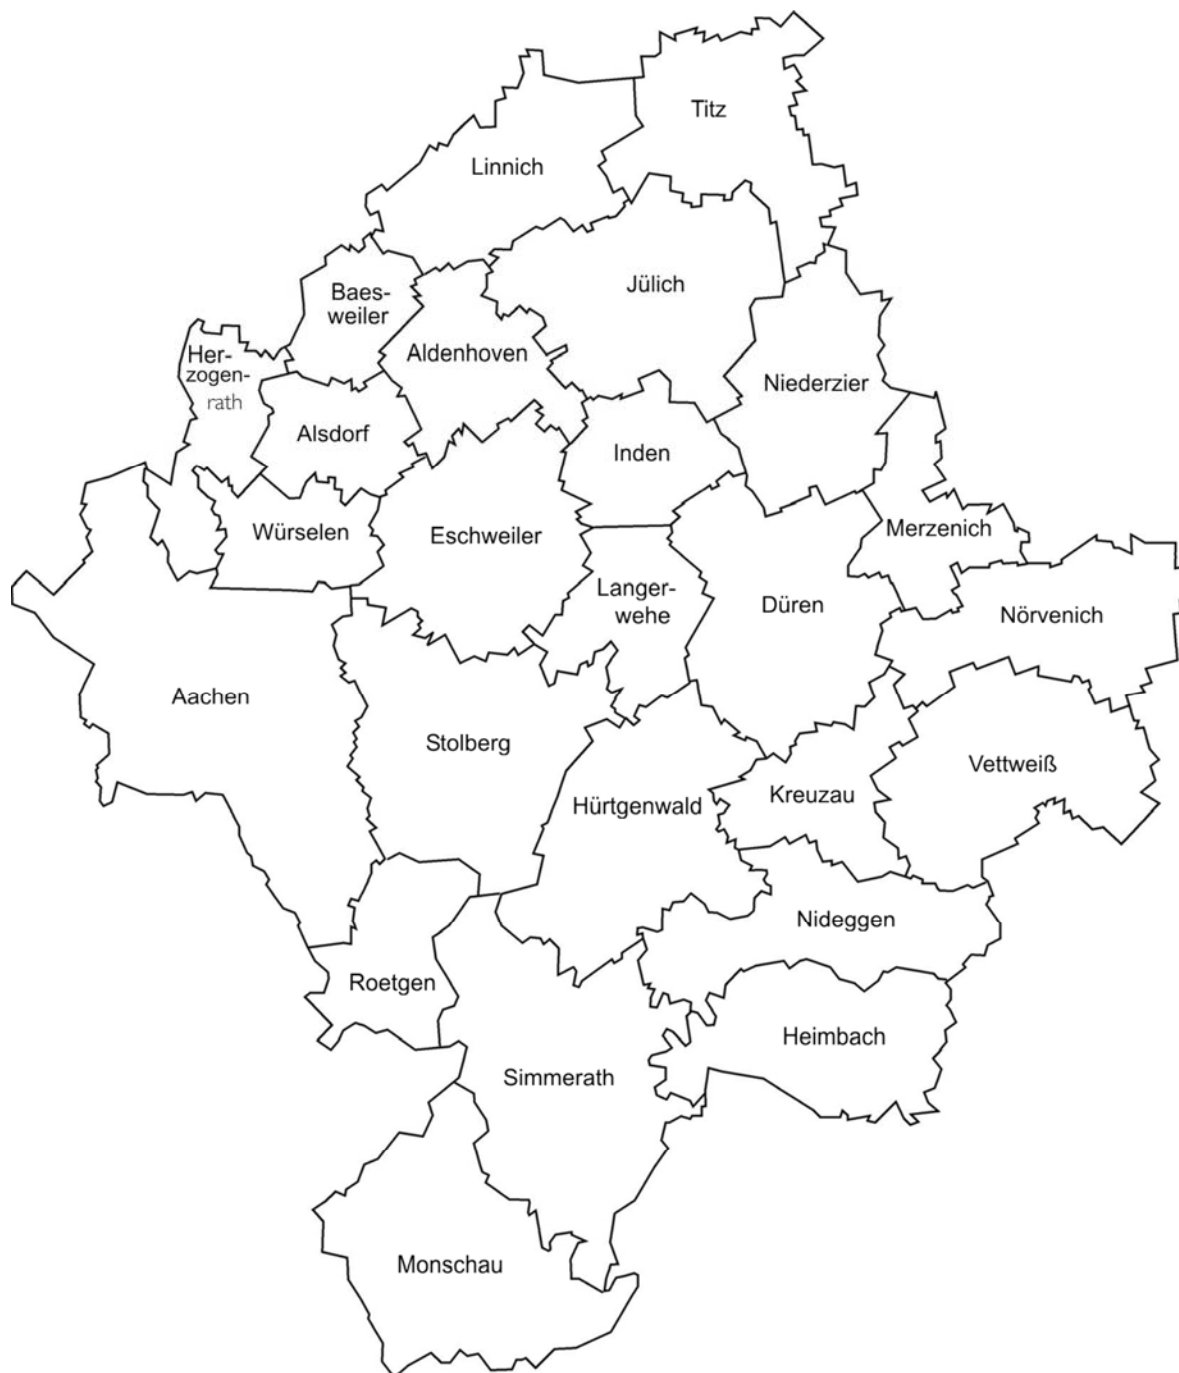 Titz
Linnich
Jülich
Baes-
weiler
Aldenhoven
Her-
zogen-
rath
Niederzier
Alsdorf
Inden
Würselen
Eschweiler
Merzenich
Langer-
wehe
Düren
Nörvenich
Aachen
Stolberg
Vettweiß
Hürtgenwald
Kreuzau
Nideggen
Roetgen
Heimbach
Simmerath
Monschau